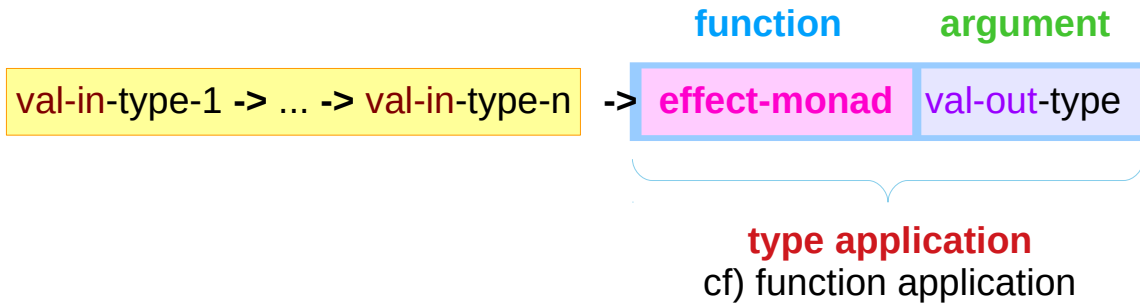 function argument
val-in-type-1 -> ... -> val-in-type-n -> effect-monad val-out-type
type application
cf) function application